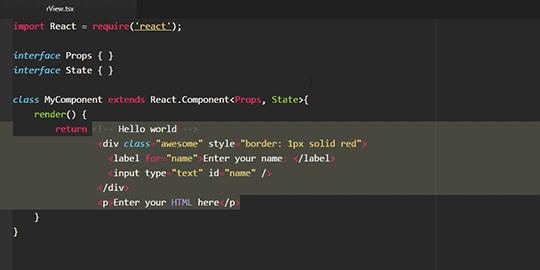 rView.tsx
import React = require('react');
interface Props { }
interface State { }
class MyComponent extends React.Component<Props, State>{
render() {
return <!-- Hello world -->
<div class="awesome" style="border: 1px solid red">
<label for="name">Enter your name: </label>
<input type="text" id="name" />
</div>
<p>Enter your HTML here</p>
}
}